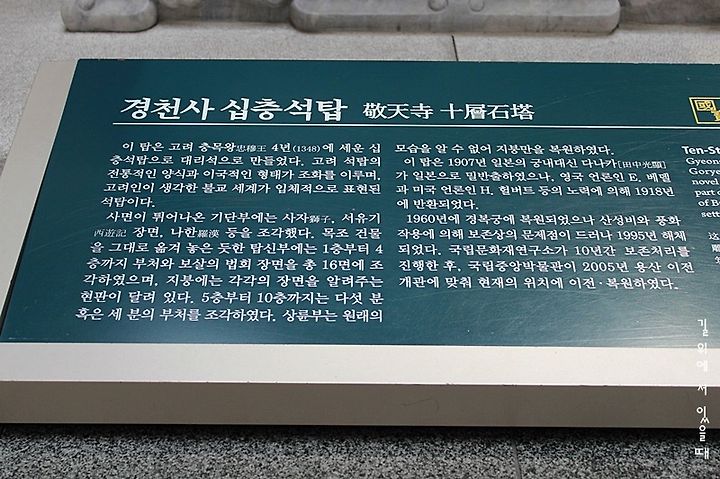 경천사 십층석탑 敬天寺 十層石塔
이 탑은 고려 충목왕忠穆王 4년(1348)에 세운 십
층석탑으로 대리석으로 만들었다. 고려 석탑의
전통적인 양식과 이국적인 형태가 조화를 이루며,
고려인이 생각한 불교 세계가 입체적으로 표현된
석탑이다.
사면이 튀어나온 기단부에는 사자獅子, 서유기
西遊記 장면, 나한羅漢 등을 조각했다. 목조 건물
을 그대로 옮겨 놓은 듯한 탑신부에는 1층부터 4
층까지 부처와 보살의 법회 장면을 총 16면에 조
각하였으며, 지붕에는 각각의 장면을 알려주는
현판이 달려 있다. 5층부터 10층까지는 다섯 분
혹은 세 분의 부처를 조각하였다. 상륜부는 원래의
모습을 알 수 없어 지붕만을 복원하였다.
이 탑은 1907년 일본의 궁내대신 다나카[田中光顯]
가 일본으로 밀반출하였으나, 영국 언론인 E. 베델
과 미국 언론인 H. 헐버트 등의 노력에 의해 1918년
에 반환되었다.
1960년에 경복궁에 복원되었으나 산성비와 풍화
작용에 의해 보존상의 문제점이 드러나 1995년 해체
되었다. 국립문화재연구소가 10년간 보존처리를
진행한 후, 국립중앙박물관이 2005년 용산 이전
개관에 맞춰 현재의 위치에 이전·복원하였다.
國
Ten-St
Gyeon
Gorye
novel
part o
of B
sett
길 위에서 있을 때